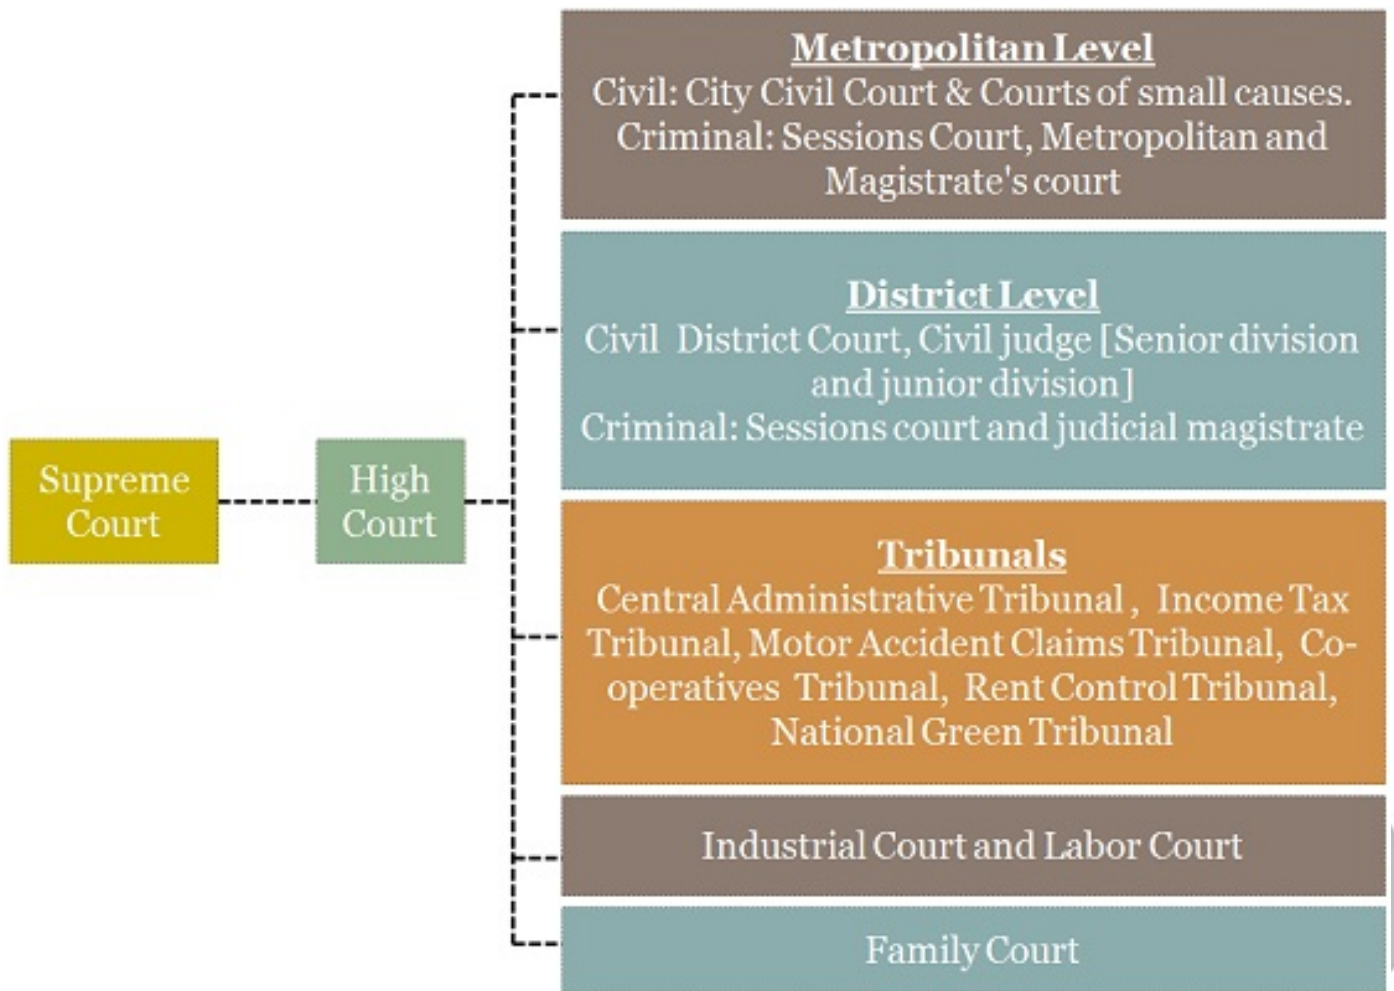 Supreme
Court
High
Court
Metropolitan Level
Civil: City Civil Court & Courts of small causes.
Criminal: Sessions Court, Metropolitan and
Magistrate's court
District Level
Civil District Court, Civil judge [Senior division
and junior division]
Criminal: Sessions court and judicial magistrate
Tribunals
Central Administrative Tribunal , Income Tax
Tribunal, Motor Accident Claims Tribunal, Co-
operatives Tribunal, Rent Control Tribunal,
National Green Tribunal
Industrial Court and Labor Court
Family Court